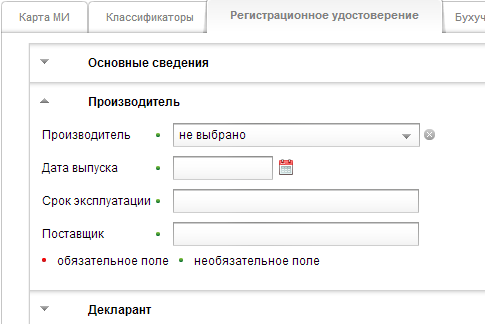 Карта МИ Классификаторы Регистрационное удостоверение Бухуч
Основные сведения
Производитель
Производитель не выбрано
Дата выпуска
Срок эксплуатации
Поставщик
обязательное поле необязательное поле
Декларант